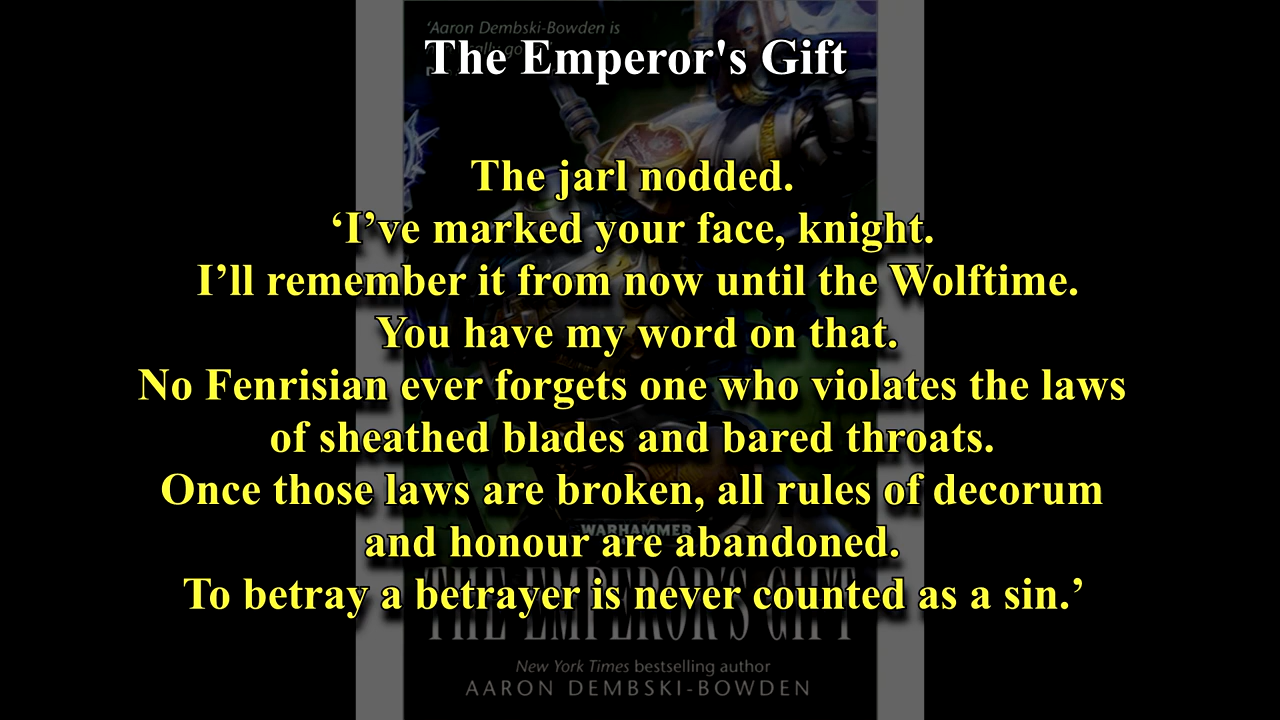 ‘Aaron Dembski-Bowden is
The Emperor's Gift
The jarl nodded.
‘I’ve marked your face, knight.
I’ll remember it from now until the Wolftime.
You have my word on that.
No Fenrisian ever forgets one who violates the laws
of sheathed blades and bared throats.
Once those laws are broken, all rules of decorum
and honour are abandoned.
To betray a betrayer is never counted as a sin.’
WARHAMMER
THE EMPEROR'S GIFT
New York Times bestselling author
AARON DEMBSKI-BOWDEN